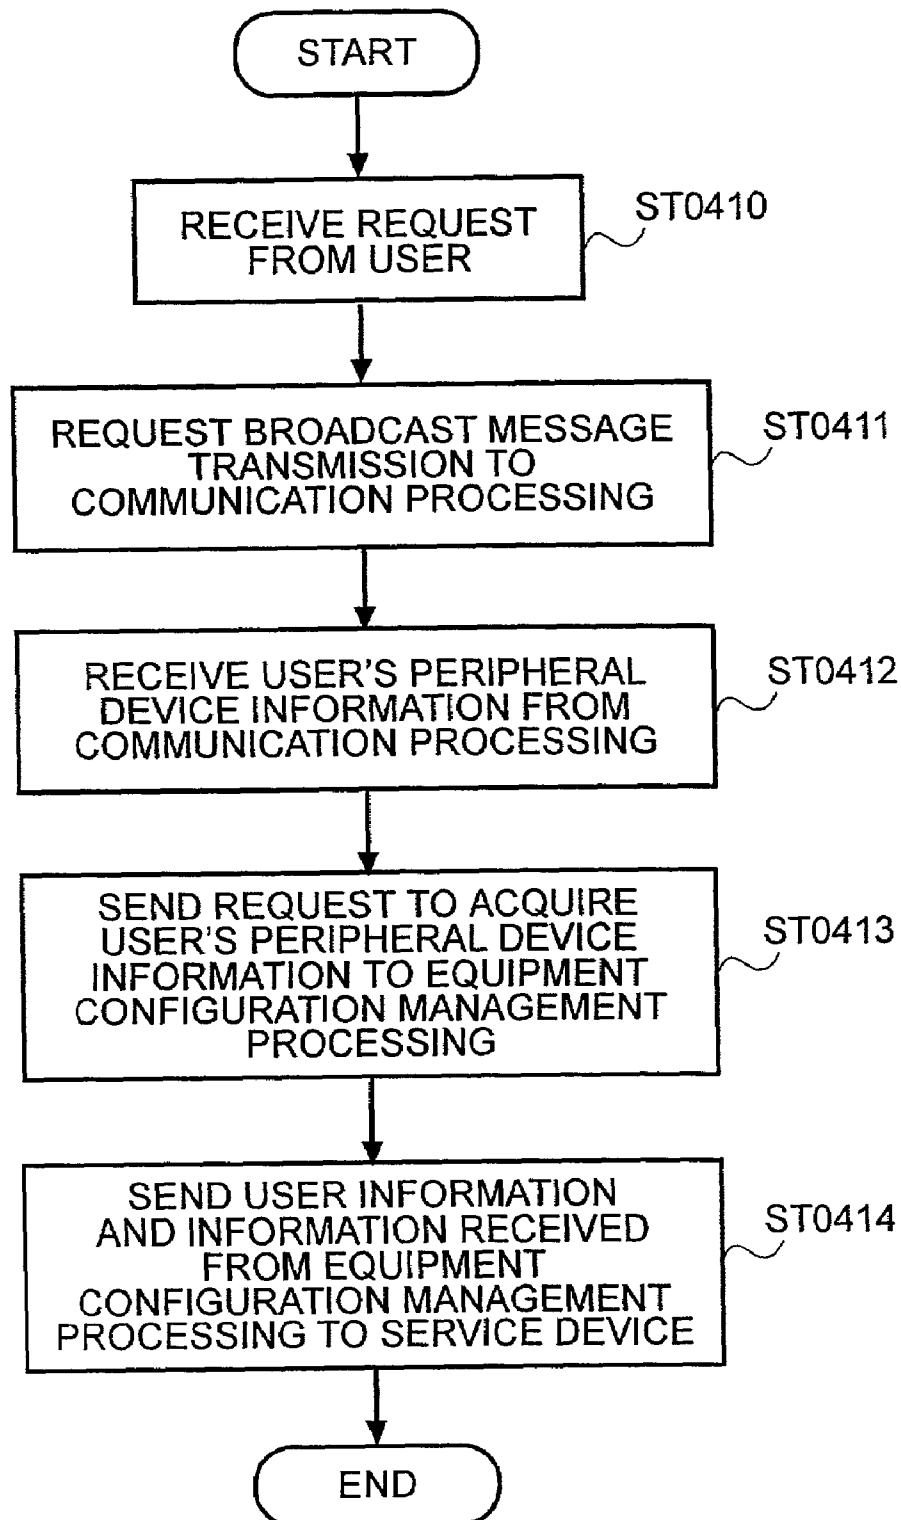 START
RECEIVE REQUEST
FROM USER
ST0410
REQUEST BROADCAST MESSAGE
TRANSMISSION TO
COMMUNICATION PROCESSING
ST0411
RECEIVE USER'S PERIPHERAL
DEVICE INFORMATION FROM
COMMUNICATION PROCESSING
ST0412
SEND REQUEST TO ACQUIRE
USER'S PERIPHERAL DEVICE
INFORMATION TO EQUIPMENT
CONFIGURATION MANAGEMENT
PROCESSING
ST0413
SEND USER INFORMATION
AND INFORMATION RECEIVED
FROM EQUIPMENT
CONFIGURATION MANAGEMENT
PROCESSING TO SERVICE DEVICE
ST0414
END